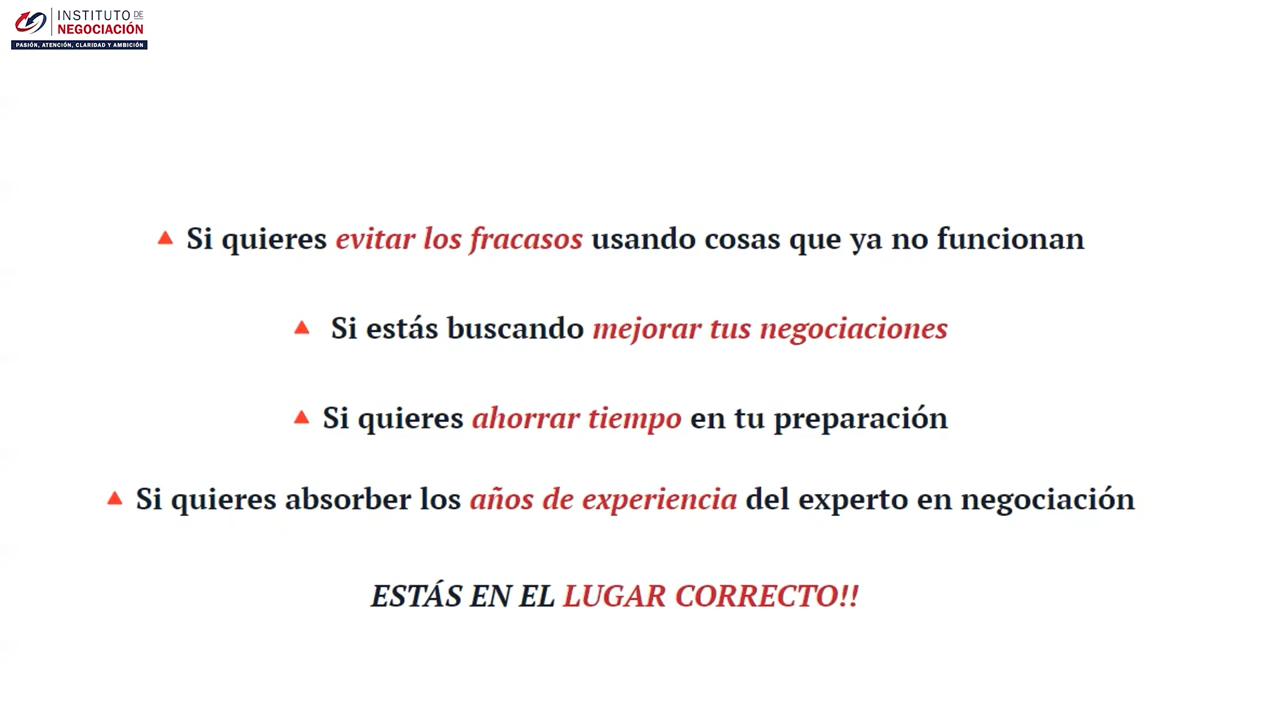 INSTITUTO DE
NEGOCIACIÓN
PASIÓN, ATENCIÓN, CLARIDAD Y AMBICIÓN
🔺 Si quieres evitar los fracasos usando cosas que ya no funcionan
🔺 Si estás buscando mejorar tus negociaciones
🔺 Si quieres ahorrar tiempo en tu preparación
🔺 Si quieres absorber los años de experiencia del experto en negociación
ESTÁS EN EL LUGAR CORRECTO!!